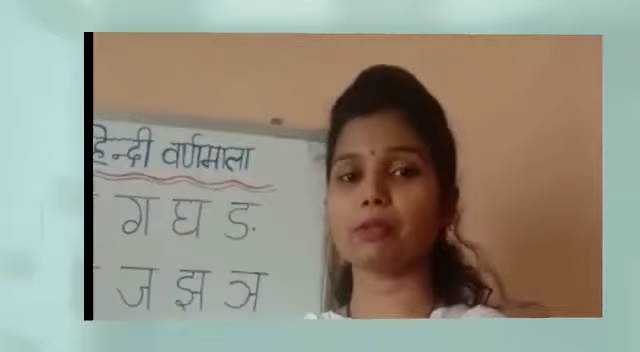 हिन्दी वर्णमाला
ग घ ङ
ज झ ञ